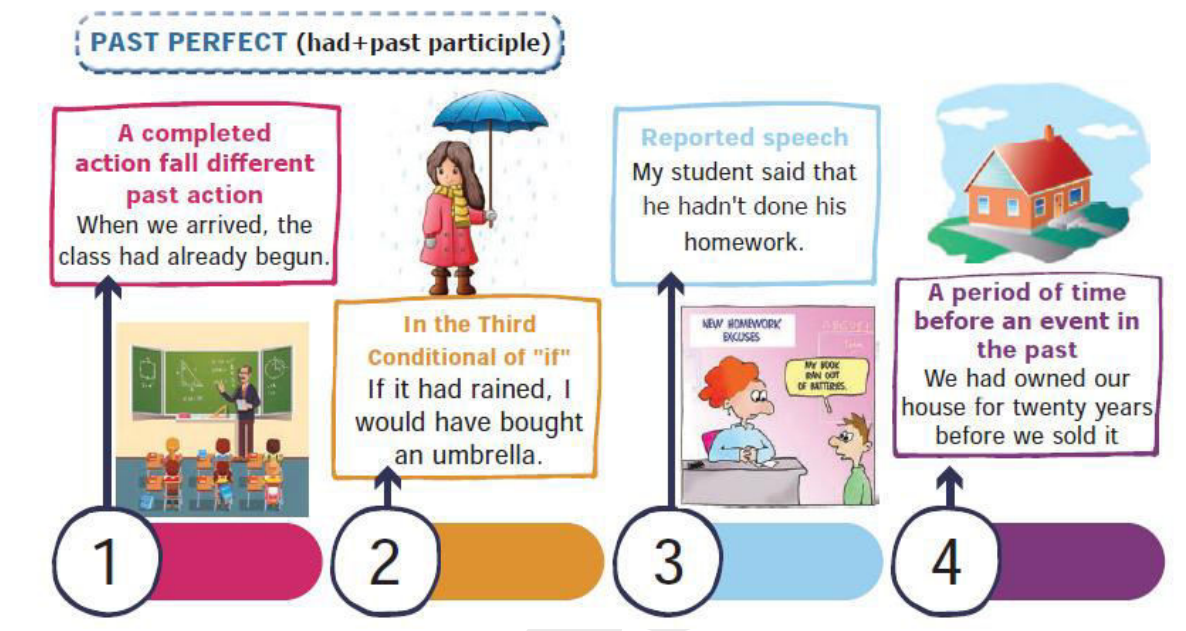 PAST PERFECT (had+past participle)
A completed
action fall different
past action
When we arrived, the
class had already begun.
1
In the Third
Conditional of "if"
If it had rained, I
would have bought
an umbrella.
2
Reported speech
My student said that
he hadn't done his
homework.
NEW HOMEWORK
EXCUSES
MY BOOK
RAN OUT
OF BATTERIES.
3
A period of time
before an event in
the past
We had owned our
house for twenty years
before we sold it
4